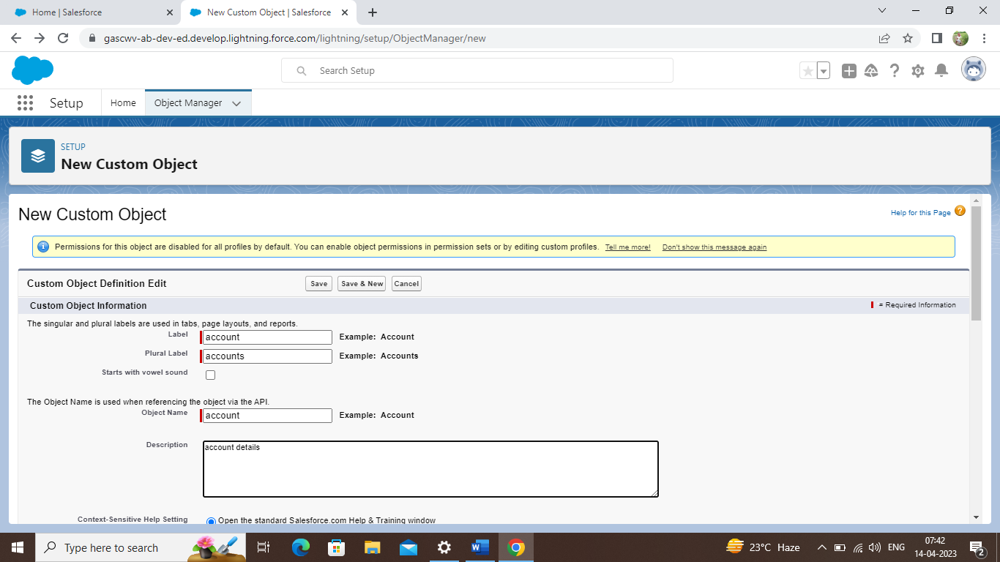 Home | Salesforce
New Custom Object | Salesforce
gascwv-ab-dev-ed.develop.lightning.force.com/lightning/setup/ObjectManager/new
Search Setup
Setup
Home
Object Manager
SETUP
New Custom Object
New Custom Object
Help for this Page
Permissions for this object are disabled for all profiles by default. You can enable object permissions in permission sets or by editing custom profiles. Tell me more! Don't show this message again
Custom Object Definition Edit
Save
Save & New
Cancel
Custom Object Information
= Required Information
The singular and plural labels are used in tabs, page layouts, and reports.
Label
account
Example: Account
Plural Label
accounts
Example: Accounts
Starts with vowel sound
The Object Name is used when referencing the object via the API.
Object Name
account
Example: Account
Description
account details
Context-Sensitive Help Setting
Open the standard Salesforce.com Help & Training window
Type here to search
23°C Haze
ENG
07:42
14-04-2023
2